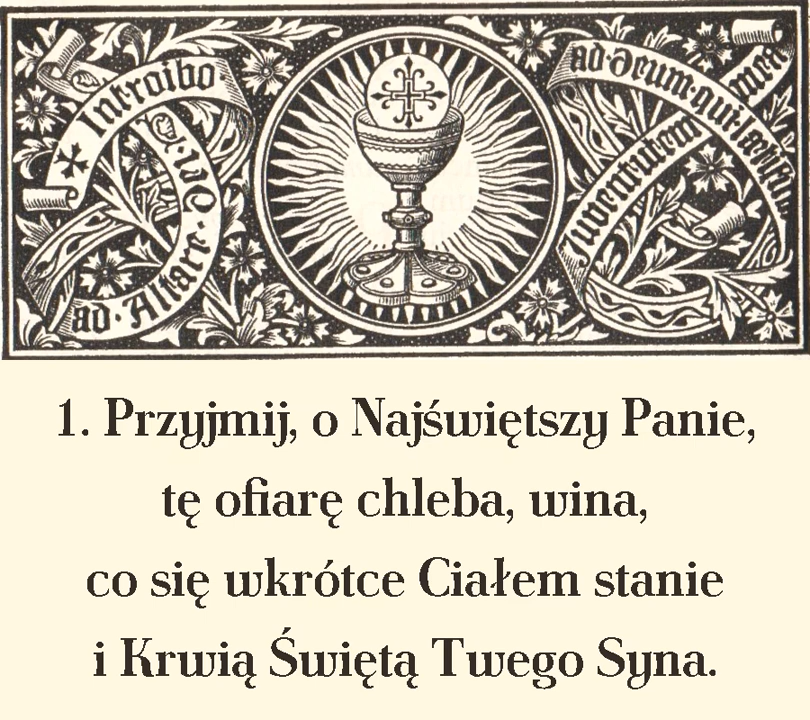 ✠ Introibo
ad · Altare · Dei
ad · Deum · qui · lætificat
Juventutem meam
1. Przyjmij, o Najświętszy Panie,
tę ofiarę chleba, wina,
co się wkrótce Ciałem stanie
i Krwią Świętą Twego Syna.